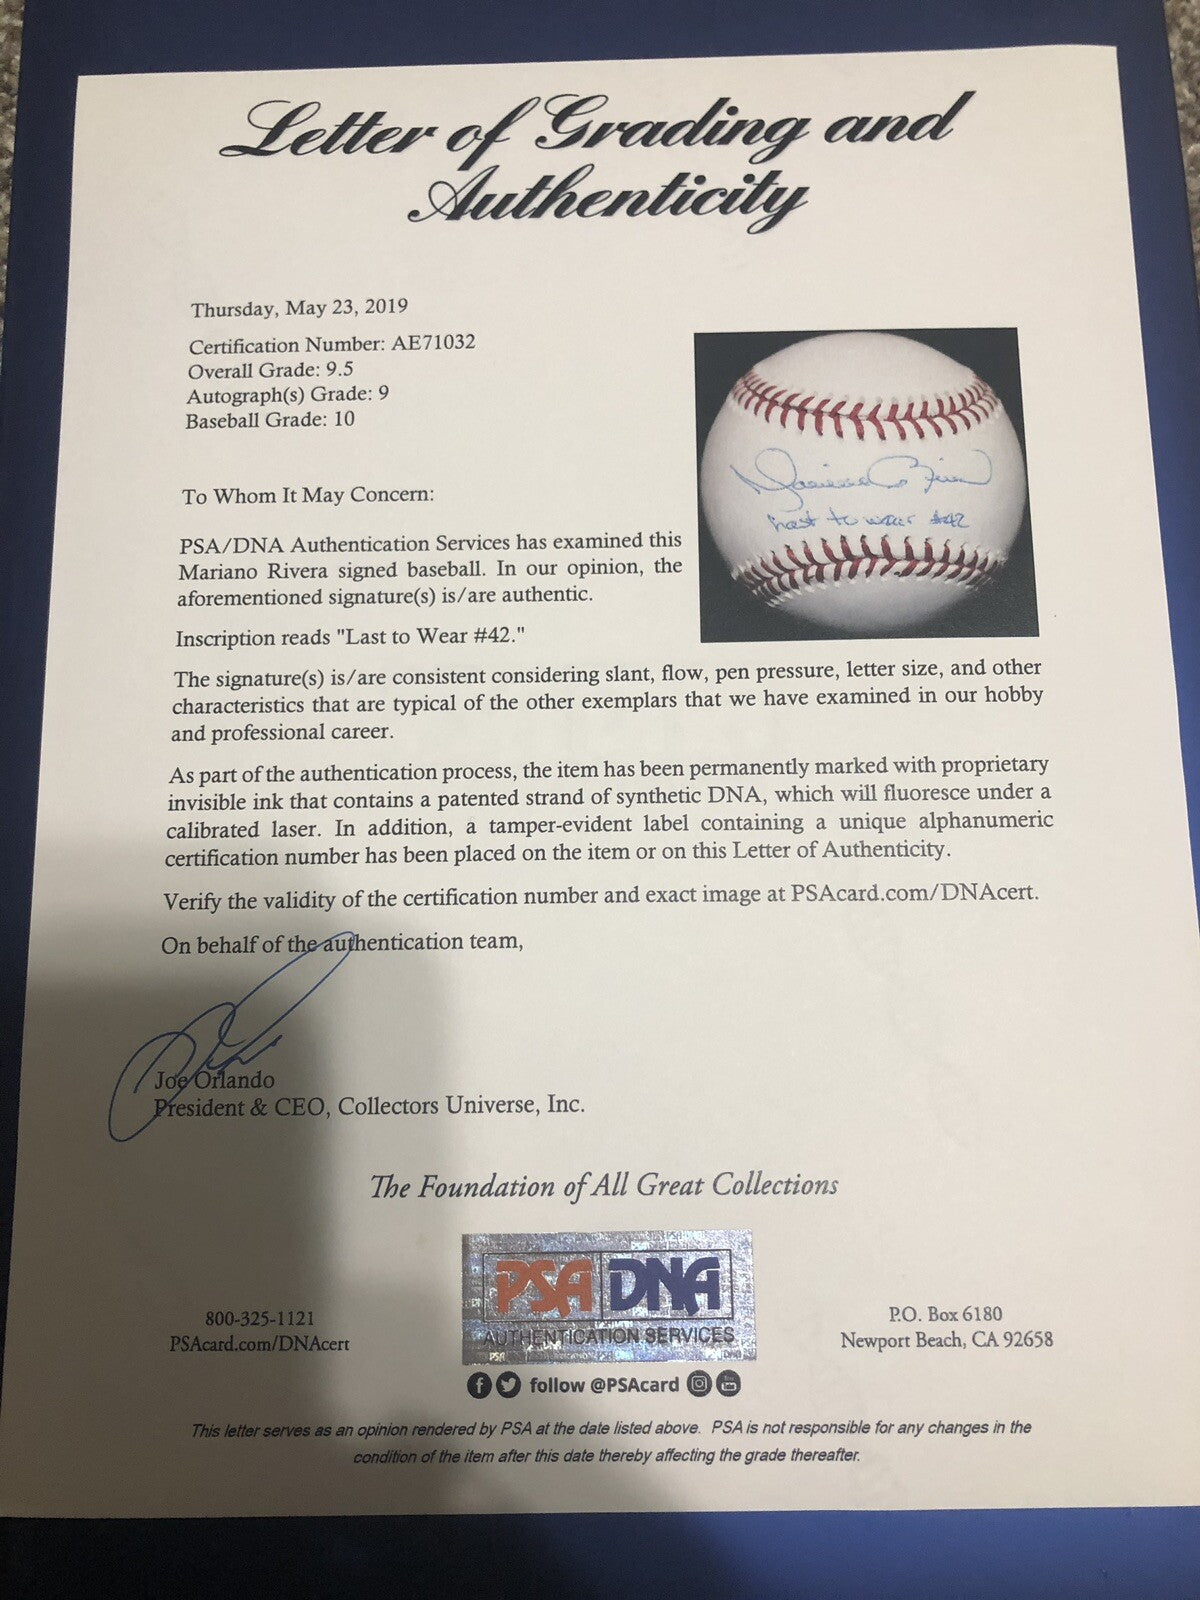 Letter of Grading and
Authenticity
Thursday, May 23, 2019
Certification Number: AE71032
Overall Grade: 9.5
Autograph(s) Grade: 9
Baseball Grade: 10
Mariano Rivera
Last to wear #42
To Whom It May Concern:
PSA/DNA Authentication Services has examined this
Mariano Rivera signed baseball. In our opinion, the
aforementioned signature(s) is/are authentic.
Inscription reads "Last to Wear #42."
The signature(s) is/are consistent considering slant, flow, pen pressure, letter size, and other
characteristics that are typical of the other exemplars that we have examined in our hobby
and professional career.
As part of the authentication process, the item has been permanently marked with proprietary
invisible ink that contains a patented strand of synthetic DNA, which will fluoresce under a
calibrated laser. In addition, a tamper-evident label containing a unique alphanumeric
certification number has been placed on the item or on this Letter of Authenticity.
Verify the validity of the certification number and exact image at PSAcard.com/DNAcert.
On behalf of the authentication team,
Joe Orlando
President & CEO, Collectors Universe, Inc.
The Foundation of All Great Collections
PSA DNA
AUTHENTICATION SERVICES
800-325-1121
PSAcard.com/DNAcert
P.O. Box 6180
Newport Beach, CA 92658
follow @PSAcard
This letter serves as an opinion rendered by PSA at the date listed above. PSA is not responsible for any changes in the
condition of the item after this date thereby affecting the grade thereafter.